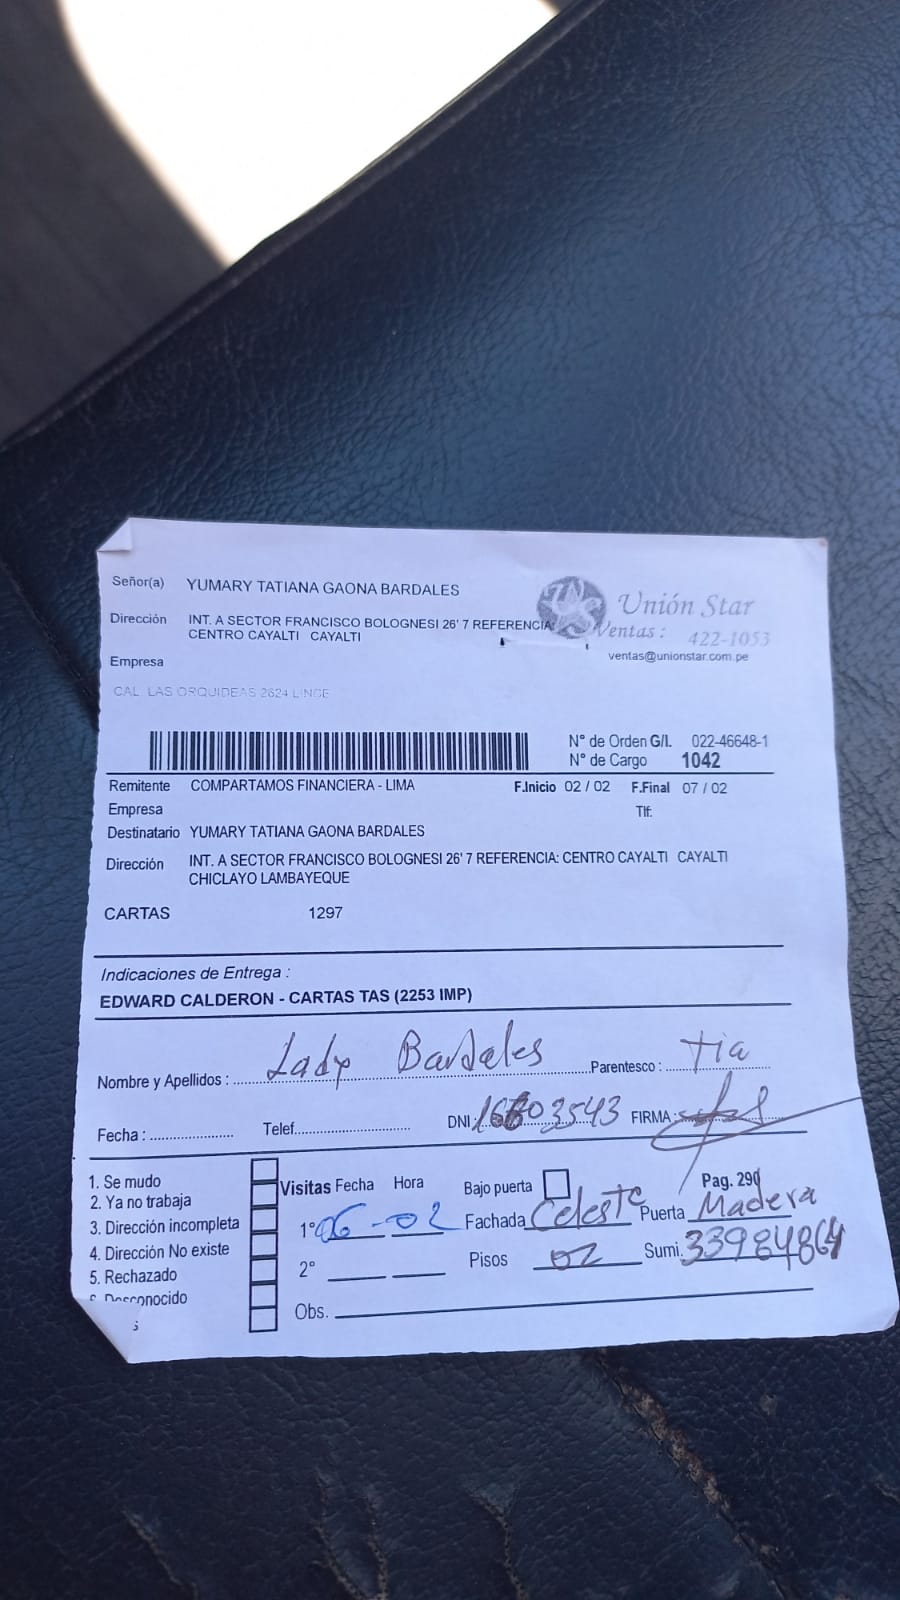 Señor(a) YUMARY TATIANA GAONA BARDALES
Unión Star
Dirección INT. A SECTOR FRANCISCO BOLOGNESI 26' 7 REFERENCIA:
CENTRO CAYALTI CAYALTI
Ventas: 422-1053
ventas@unionstar.com.pe
Empresa
CAL. LAS ORQUIDEAS 2624 LINCE
N° de Orden G/I. 022-46648-1
N° de Cargo 1042
Remitente COMPARTAMOS FINANCIERA - LIMA F.Inicio 02 / 02 F.Final 07 / 02
Empresa Tlf:
Destinatario YUMARY TATIANA GAONA BARDALES
Dirección INT. A SECTOR FRANCISCO BOLOGNESI 26' 7 REFERENCIA: CENTRO CAYALTI CAYALTI
CHICLAYO LAMBAYEQUE
CARTAS 1297
Indicaciones de Entrega :
EDWARD CALDERON - CARTAS TAS (2253 IMP)
Nombre y Apellidos : Lady Bardales Parentesco : Tia
Fecha : Telef. DNI: FIRMA:
1. Se mudo
2. Ya no trabaja
3. Dirección incompleta
4. Dirección No existe
5. Rechazado
Desconocido
Visitas Fecha Hora Bajo puerta Pag. 290
1° 06-02 Fachada Celeste Puerta Madera
2° Pisos 02 Sumi. 33984864
Obs.